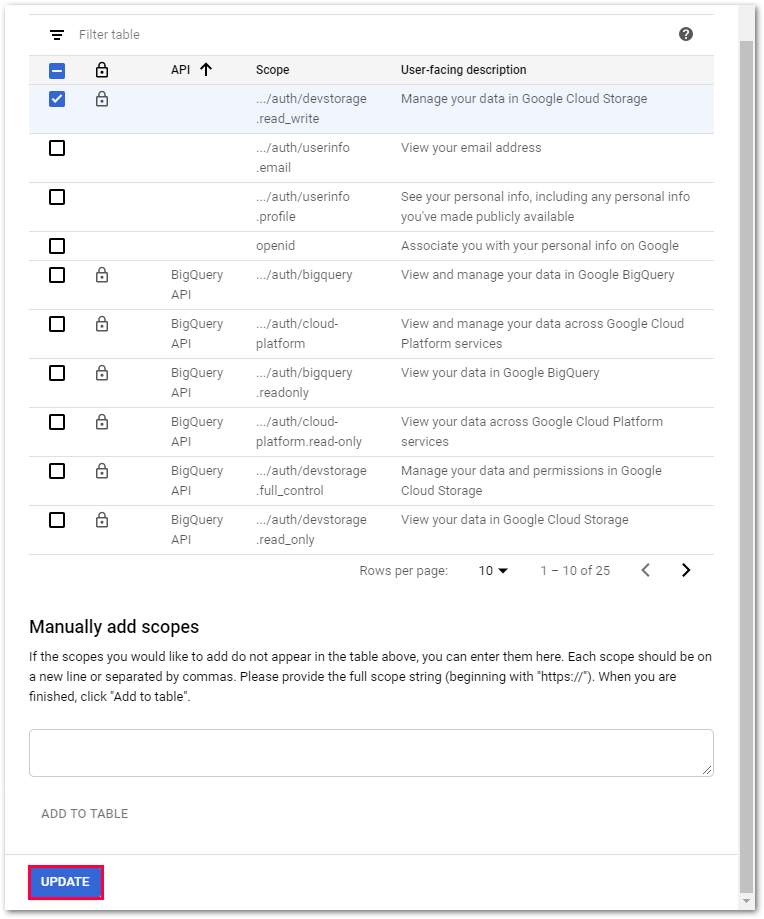 Filter table
API Scope User-facing description
.../auth/devstorage Manage your data in Google Cloud Storage
.read_write
.../auth/userinfo View your email address
.email
.../auth/userinfo See your personal info, including any personal info
.profile you've made publicly available
openid Associate you with your personal info on Google
BigQuery .../auth/bigquery View and manage your data in Google BigQuery
API
BigQuery .../auth/cloud- View and manage your data across Google Cloud
API platform Platform services
BigQuery .../auth/bigquery View your data in Google BigQuery
API .readonly
BigQuery .../auth/cloud- View your data across Google Cloud Platform
API platform.read-only services
BigQuery .../auth/devstorage Manage your data and permissions in Google
API .full_control Cloud Storage
BigQuery .../auth/devstorage View your data in Google Cloud Storage
API .read_only
Rows per page: 10 1 – 10 of 25
Manually add scopes
If the scopes you would like to add do not appear in the table above, you can enter them here. Each scope should be on
a new line or separated by commas. Please provide the full scope string (beginning with "https://"). When you are
finished, click "Add to table".
ADD TO TABLE
UPDATE